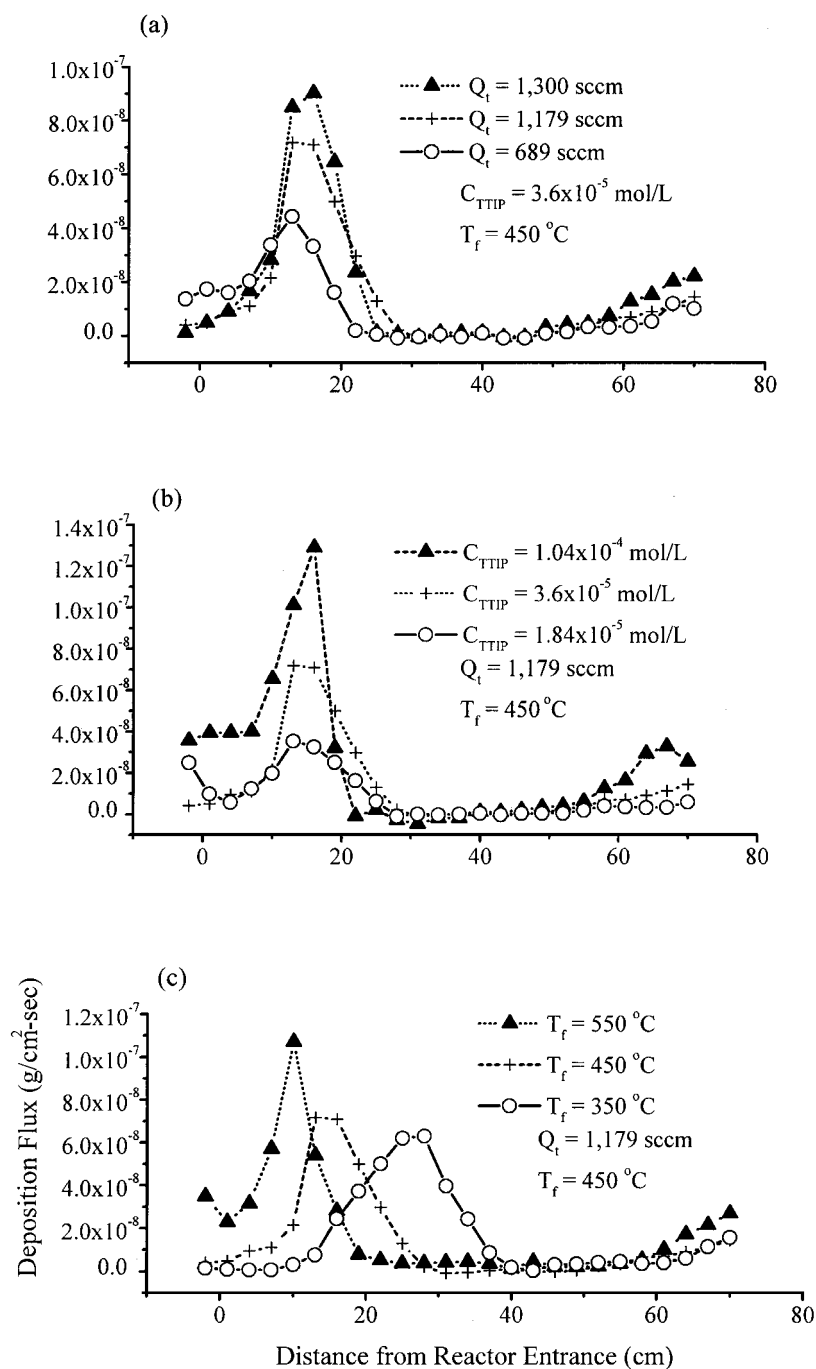 (a)
1.0x10⁻⁷
8.0x10⁻⁸
6.0x10⁻⁸
4.0x10⁻⁸
2.0x10⁻⁸
0.0
Qₜ = 1,300 sccm
Qₜ = 1,179 sccm
Qₜ = 689 sccm
C_TTIP = 3.6x10⁻⁵ mol/L
T_f = 450 °C
0 20 40 60 80
(b)
1.4x10⁻⁷
1.2x10⁻⁷
1.0x10⁻⁷
8.0x10⁻⁸
6.0x10⁻⁸
4.0x10⁻⁸
2.0x10⁻⁸
0.0
C_TTIP = 1.04x10⁻⁴ mol/L
C_TTIP = 3.6x10⁻⁵ mol/L
C_TTIP = 1.84x10⁻⁵ mol/L
Qₜ = 1,179 sccm
T_f = 450 °C
0 20 40 60 80
(c)
Deposition Flux (g/cm²-sec)
1.2x10⁻⁷
1.0x10⁻⁷
8.0x10⁻⁸
6.0x10⁻⁸
4.0x10⁻⁸
2.0x10⁻⁸
0.0
T_f = 550 °C
T_f = 450 °C
T_f = 350 °C
Qₜ = 1,179 sccm
T_f = 450 °C
0 20 40 60 80
Distance from Reactor Entrance (cm)